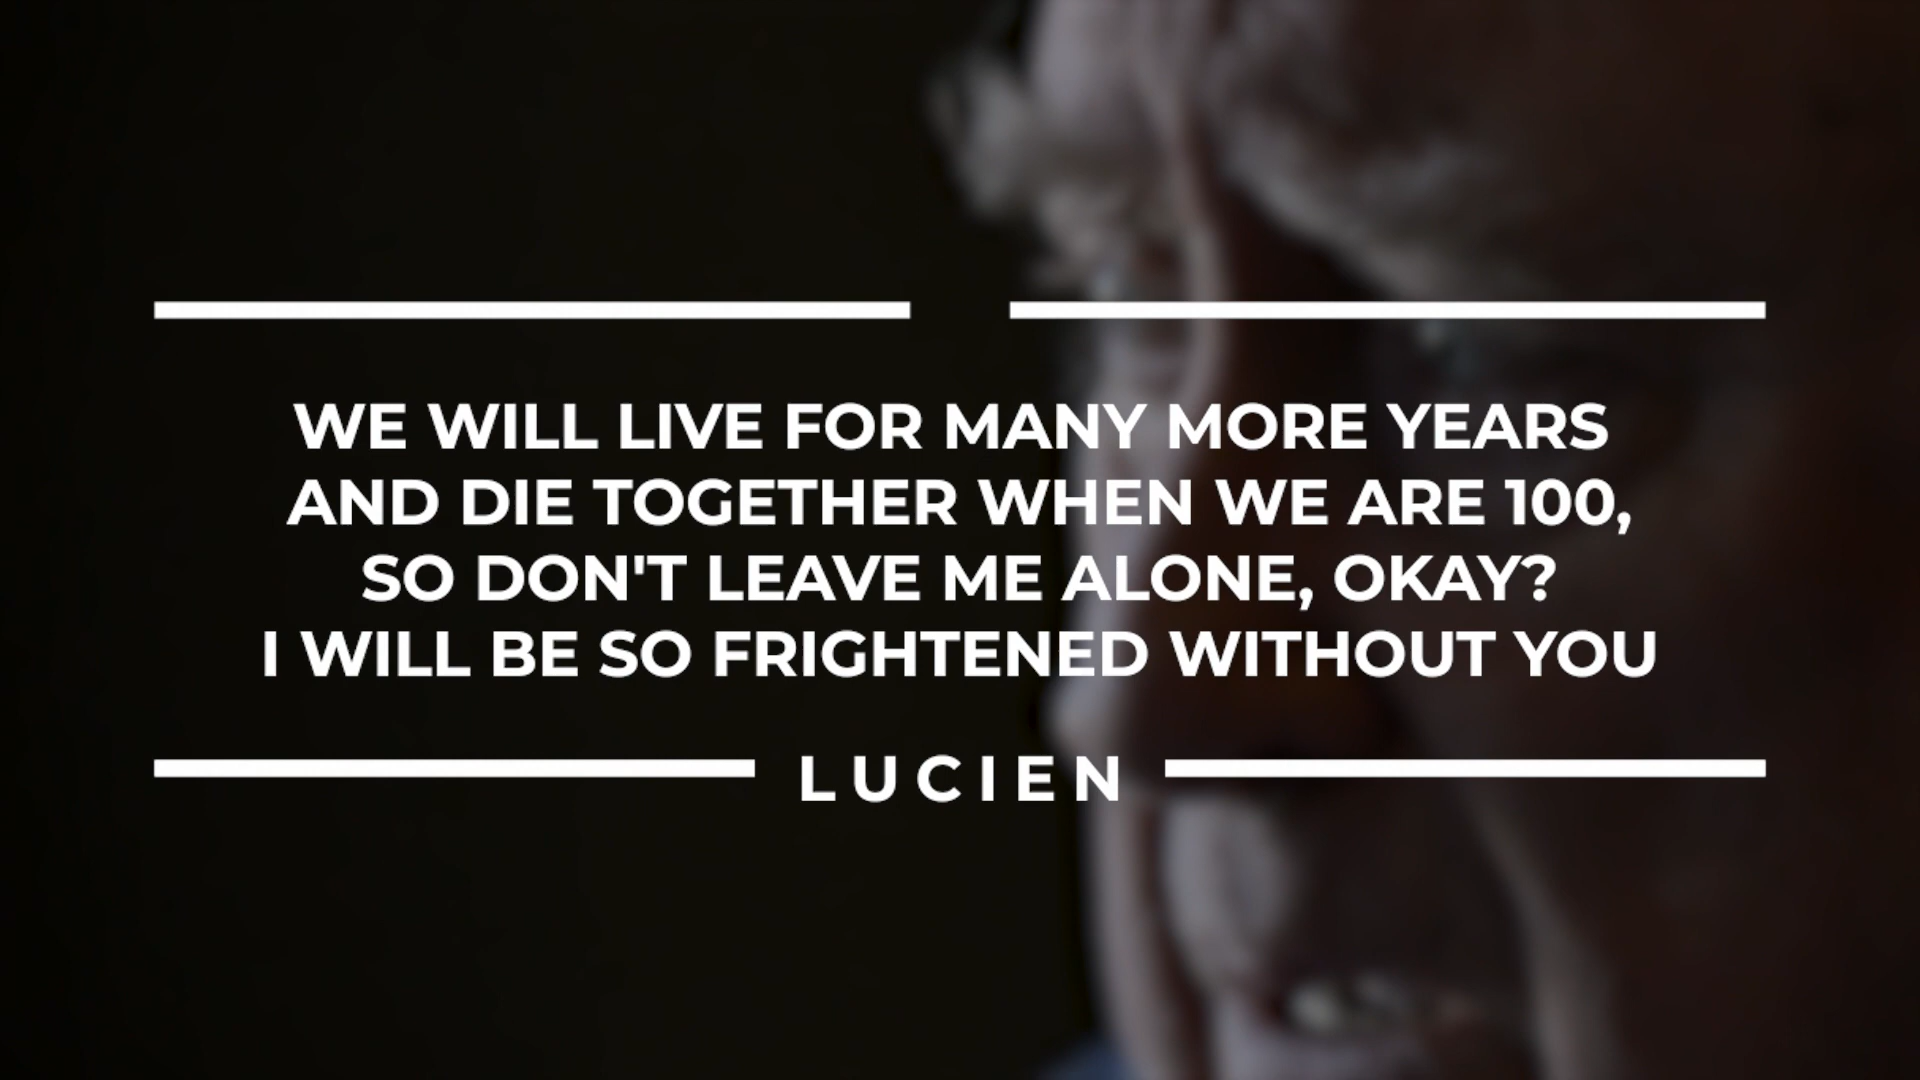 WE WILL LIVE FOR MANY MORE YEARS
AND DIE TOGETHER WHEN WE ARE 100,
SO DON'T LEAVE ME ALONE, OKAY?
I WILL BE SO FRIGHTENED WITHOUT YOU
LUCIEN